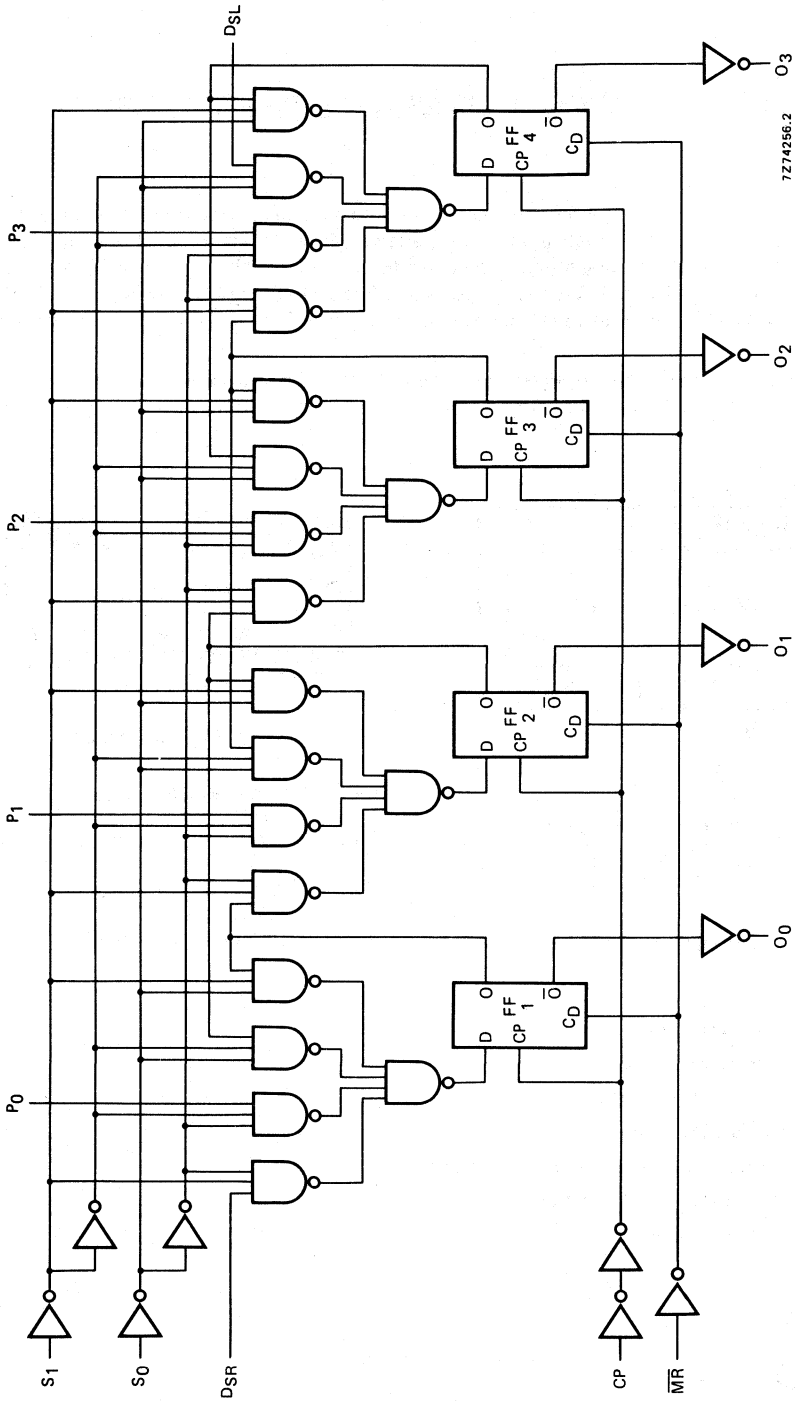 S1
S0
DSR
P0
P1
P2
P3
DSL
D
O
CP
FF
1
O̅
CD
D
O
CP
FF
2
O̅
CD
D
O
CP
FF
3
O̅
CD
D
O
CP
FF
4
O̅
CD
CP
M̅R̅
O0
O1
O2
O3
7Z74256.2